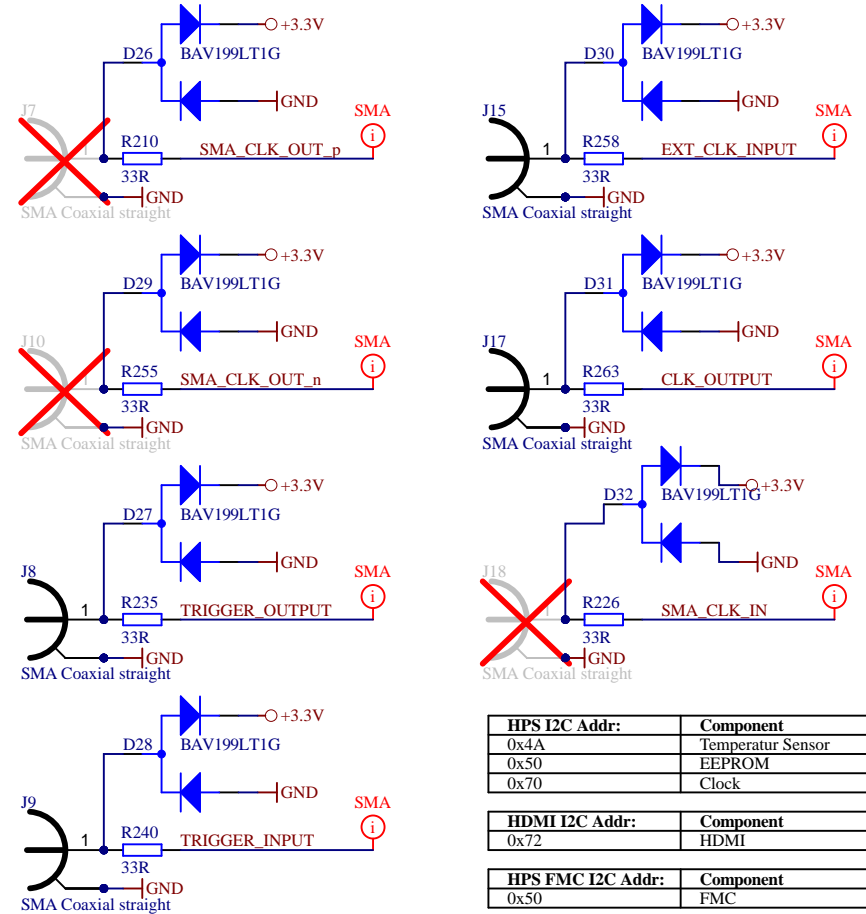 +3.3V
D26
BAV199LT1G
GND
SMA
J7
i
R210
SMA_CLK_OUT_p
1
33R
GND
SMA Coaxial straight
+3.3V
D29
BAV199LT1G
GND
SMA
J10
i
R255
SMA_CLK_OUT_n
1
33R
GND
SMA Coaxial straight
+3.3V
D27
BAV199LT1G
GND
SMA
J8
i
R235
TRIGGER_OUTPUT
1
33R
GND
SMA Coaxial straight
+3.3V
D28
BAV199LT1G
GND
SMA
J9
i
R240
TRIGGER_INPUT
1
33R
GND
SMA Coaxial straight
+3.3V
D30
BAV199LT1G
GND
SMA
J15
i
R258
EXT_CLK_INPUT
1
33R
GND
SMA Coaxial straight
+3.3V
D31
BAV199LT1G
GND
SMA
J17
i
R263
CLK_OUTPUT
1
33R
GND
SMA Coaxial straight
+3.3V
D32
BAV199LT1G
GND
SMA
J18
i
R226
SMA_CLK_IN
1
33R
GND
SMA Coaxial straight
HPS I2C Addr: Component
0x4A Temperatur Sensor
0x50 EEPROM
0x70 Clock
HDMI I2C Addr: Component
0x72 HDMI
HPS FMC I2C Addr: Component
0x50 FMC